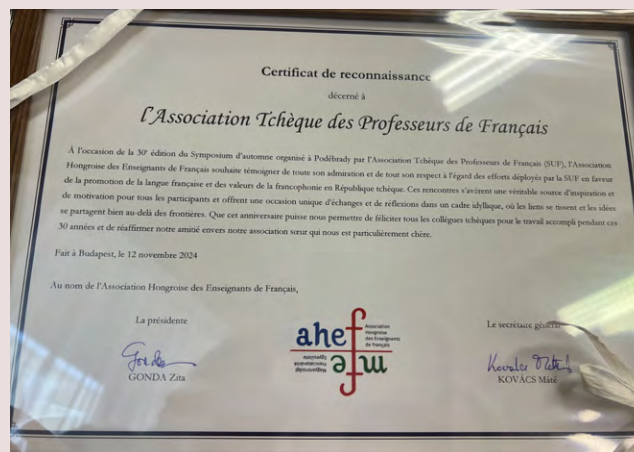 Certificat de reconnaissance
décerné à
l'Association Tchèque des Professeurs de Français
À l'occasion de la 30e édition du Symposium d'automne organisé à Poděbrady par l'Association Tchèque des Professeurs de Français (SUF), l'Association
Hongroise des Enseignants de Français souhaite témoigner de toute son admiration et de tout son respect à l'égard des efforts déployés par la SUF en faveur
de la promotion de la langue française et des valeurs de la francophonie en République tchèque. Ces rencontres s'avèrent une véritable source d'inspiration et
de motivation pour tous les participants et offrent une occasion unique d'échanges et de réflexions dans un cadre idyllique, où les liens se tissent et les idées
se partagent bien au-delà des frontières. Que cet anniversaire puisse nous permettre de féliciter tous les collègues tchèques pour le travail accompli pendant ces
30 années et de réaffirmer notre amitié envers notre association sœur qui nous est particulièrement chère.
Fait à Budapest, le 12 novembre 2024
Au nom de l'Association Hongroise des Enseignants de Français,
La présidente
Gonda
GONDA Zita
ahef
Association
Hongroise
des Enseignants
de Français
mfe
Magyarországi
Franciatanárok
Egyesülete
Le secrétaire général
Kovács Máté
KOVÁCS Máté